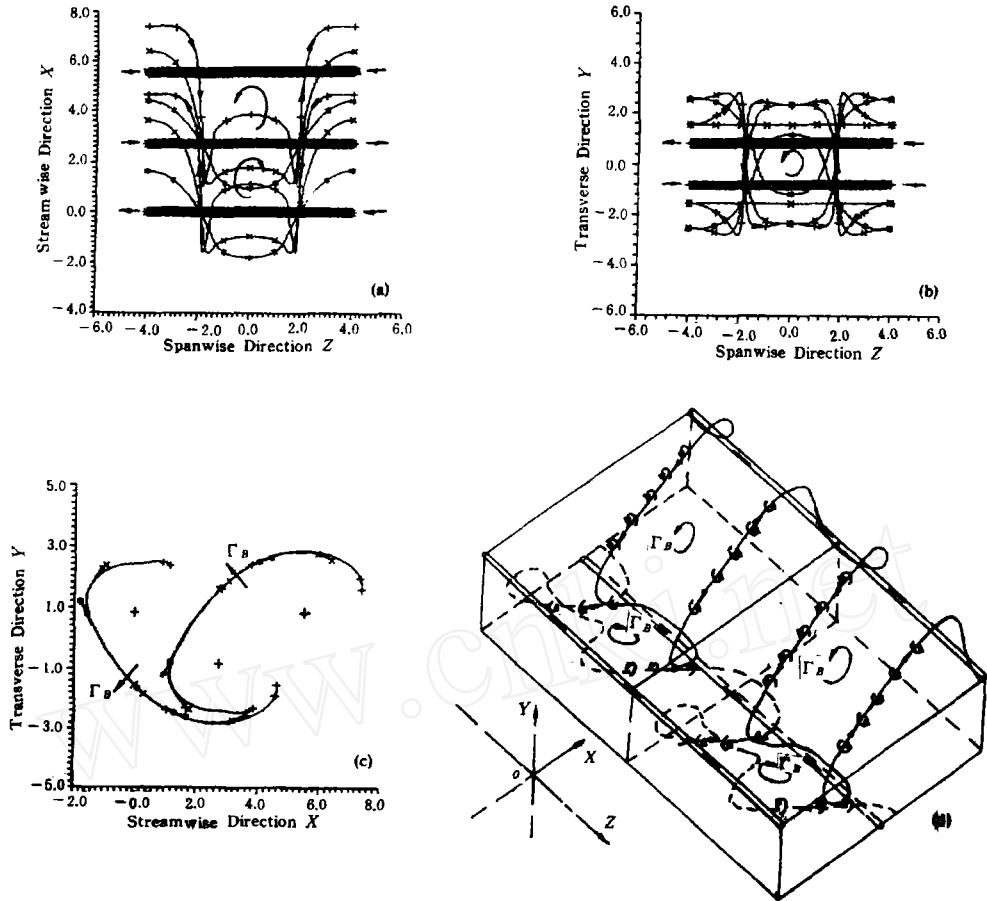 8.0
6.0
4.0
2.0
0.0
−2.0
−4.0
−6.0 −4.0 −2.0 0.0 2.0 4.0 6.0
Streamwise Direction X
Spanwise Direction Z
(a)
6.0
4.0
2.0
0.0
−2.0
−4.0
−6.0
−6.0 −4.0 −2.0 0.0 2.0 4.0 6.0
Transverse Direction Y
Spanwise Direction Z
(b)
5.0
3.0
1.0
−1.0
−3.0
−5.0
−2.0 −0.0 2.0 4.0 6.0 8.0
Transverse Direction Y
Streamwise Direction X
Γ_B
Γ_B
(c)
Γ_B
Γ_B
Γ_B
Y
X
o
Z
www.cnki.net